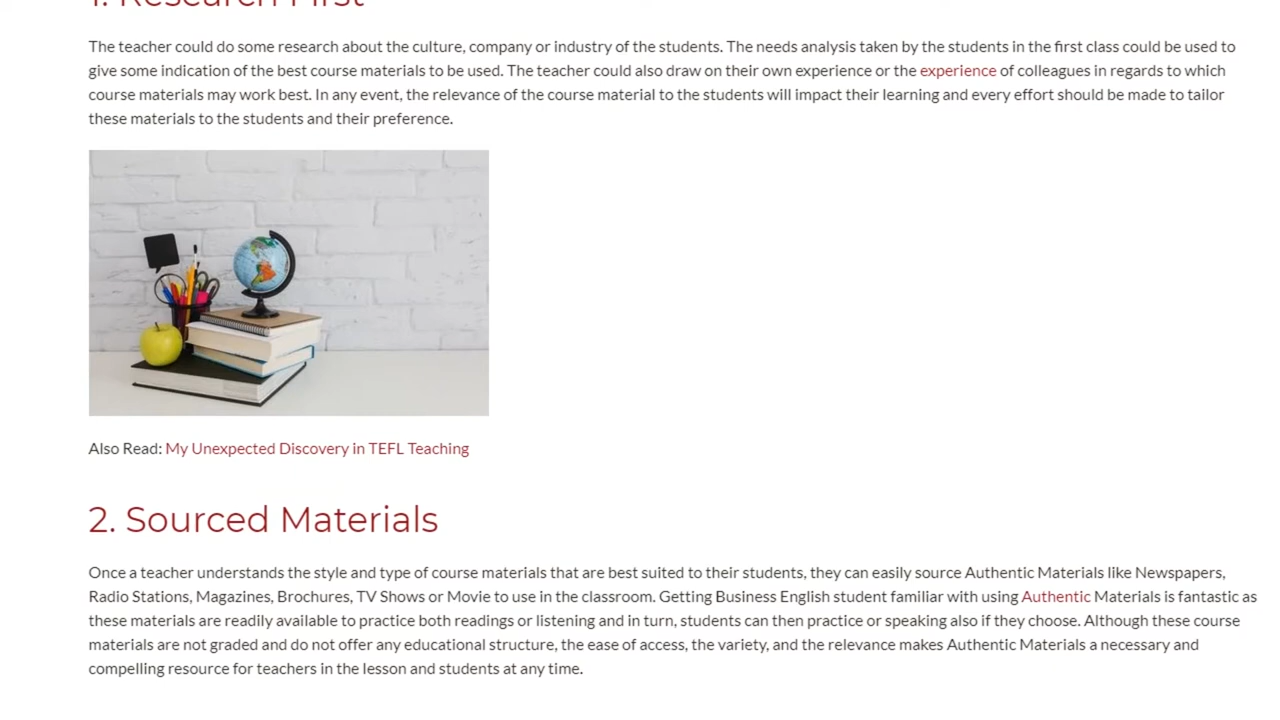 1. Research First
The teacher could do some research about the culture, company or industry of the students. The needs analysis taken by the students in the first class could be used to
give some indication of the best course materials to be used. The teacher could also draw on their own experience or the experience of colleagues in regards to which
course materials may work best. In any event, the relevance of the course material to the students will impact their learning and every effort should be made to tailor
these materials to the students and their preference.
Also Read: My Unexpected Discovery in TEFL Teaching
2. Sourced Materials
Once a teacher understands the style and type of course materials that are best suited to their students, they can easily source Authentic Materials like Newspapers,
Radio Stations, Magazines, Brochures, TV Shows or Movie to use in the classroom. Getting Business English student familiar with using Authentic Materials is fantastic as
these materials are readily available to practice both readings or listening and in turn, students can then practice or speaking also if they choose. Although these course
materials are not graded and do not offer any educational structure, the ease of access, the variety, and the relevance makes Authentic Materials a necessary and
compelling resource for teachers in the lesson and students at any time.